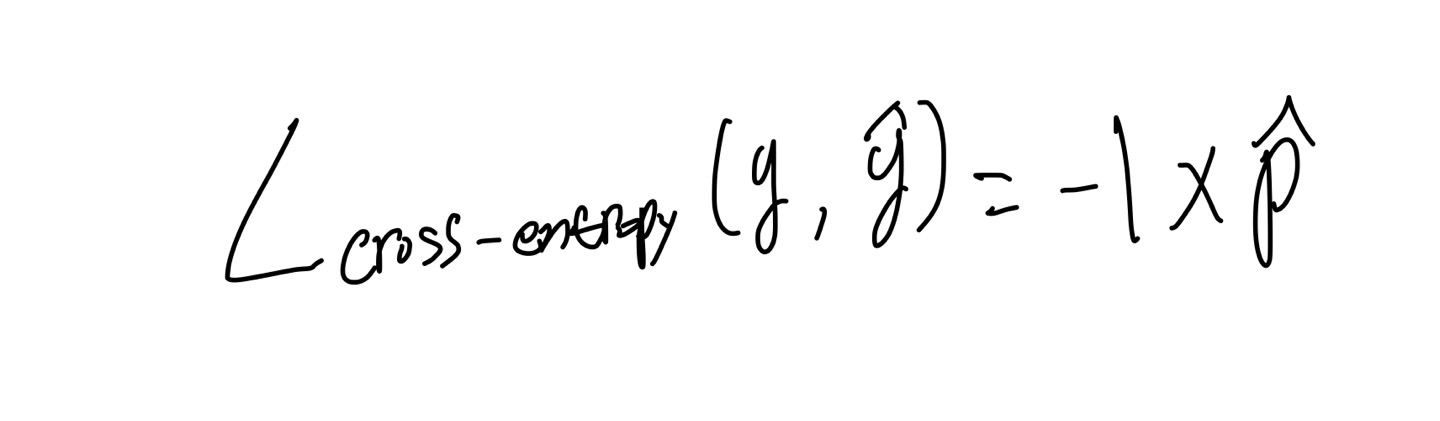 L cross-entropy (y, ŷ) = -1 × p̂